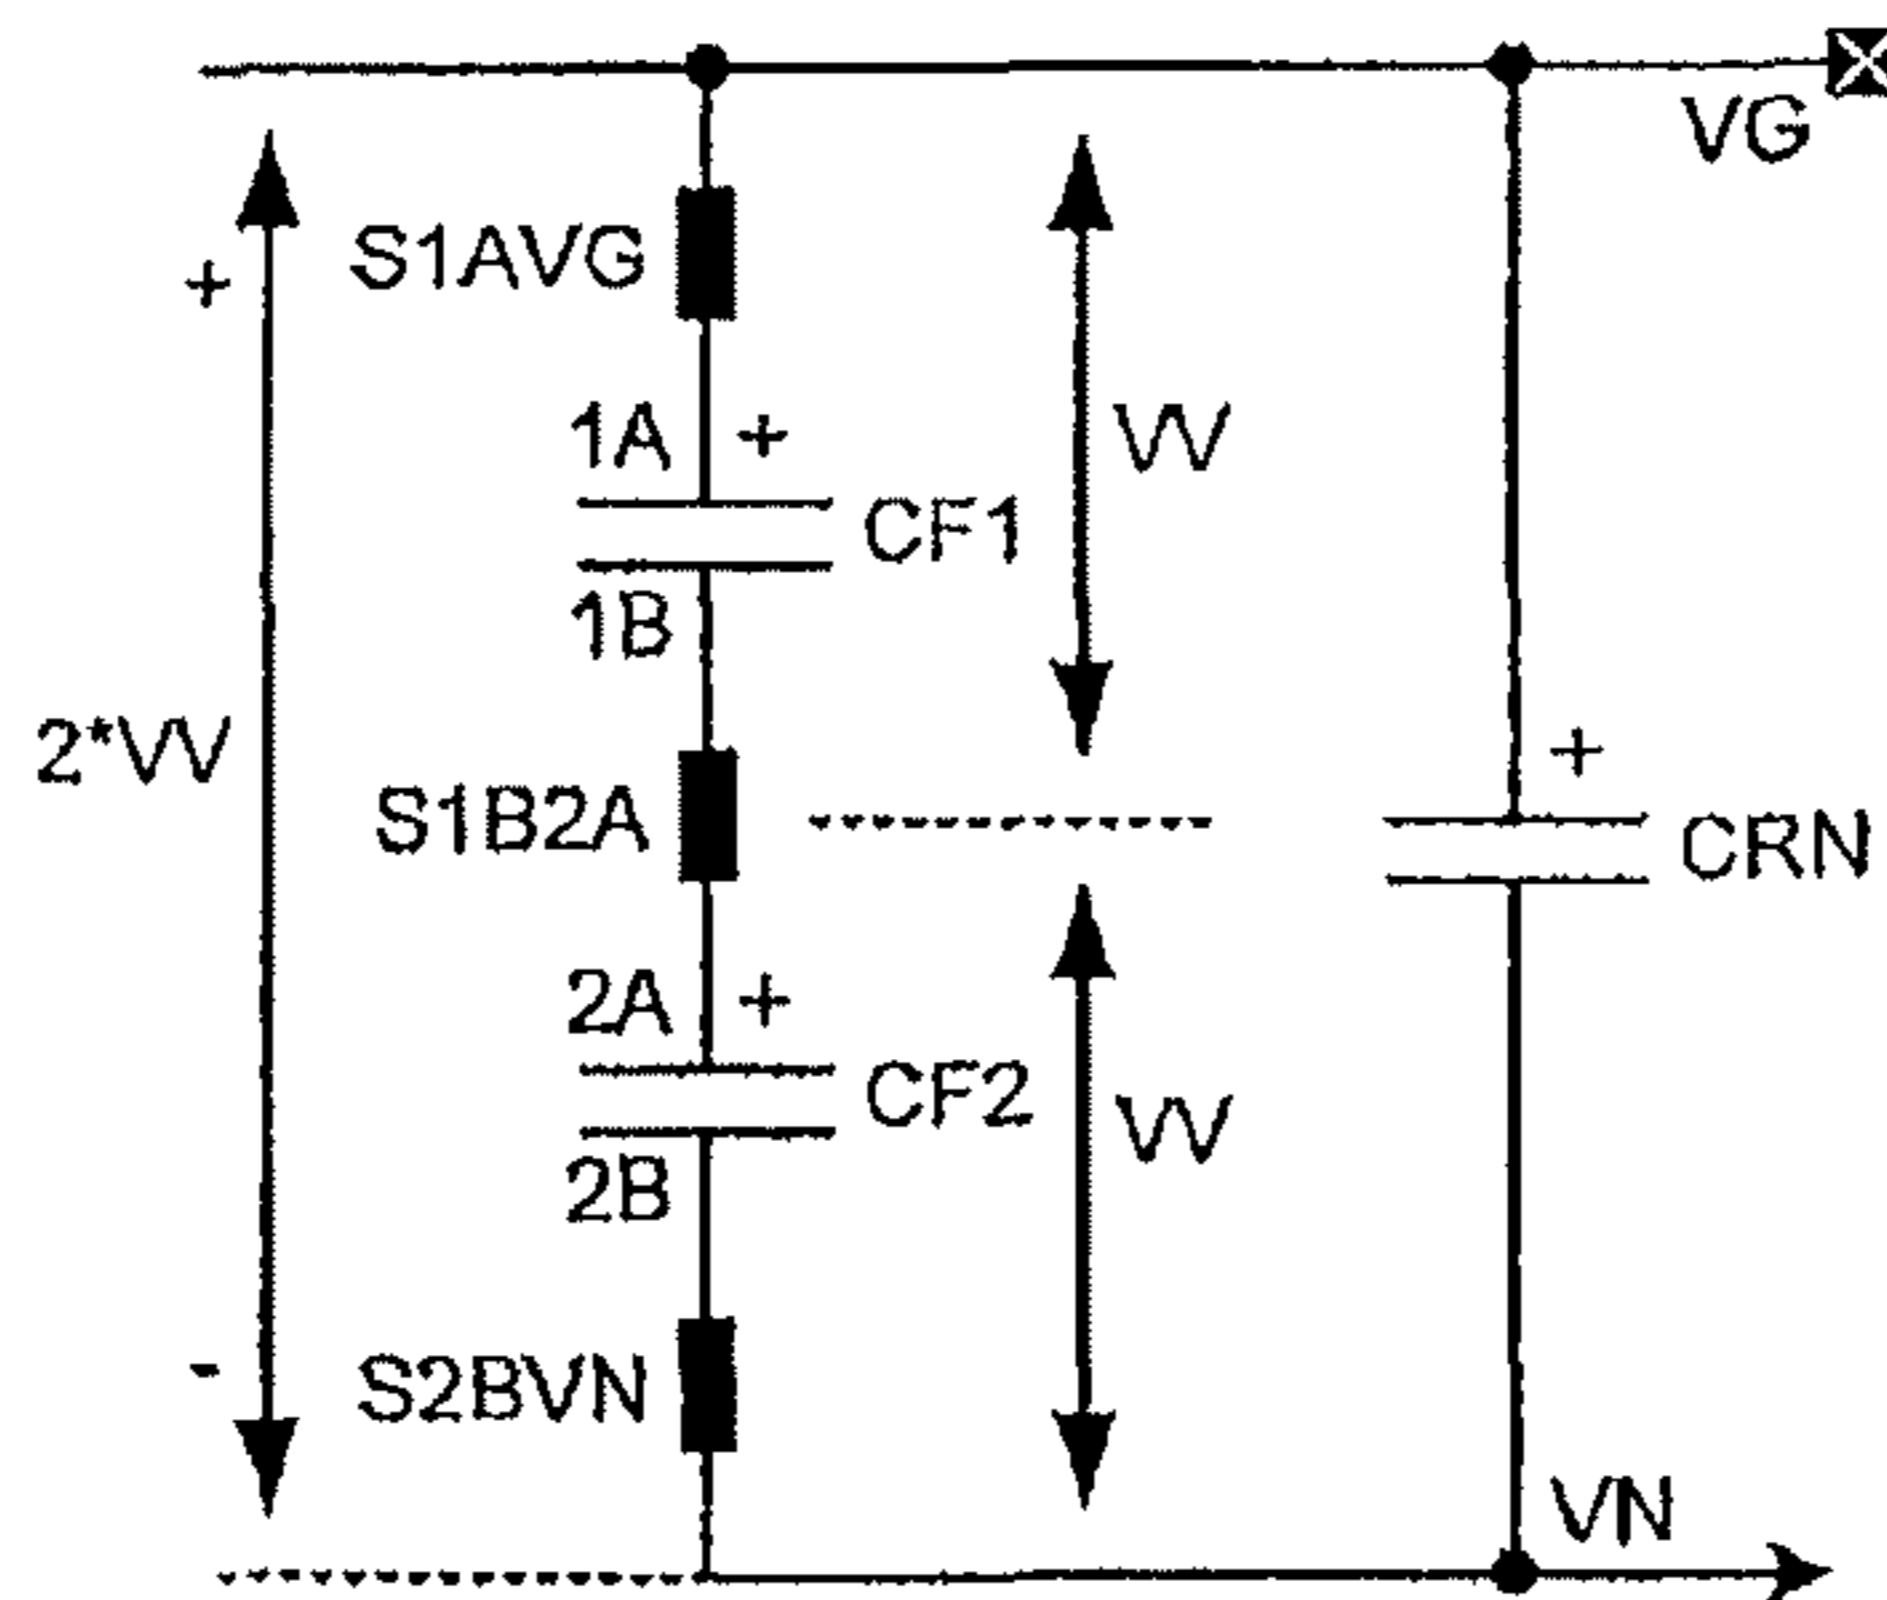 VG
S1AVG
+
1A +
VV
CF1
1B
2*VV
+
S1B2A
CRN
2A +
CF2
VV
2B
-
S2BVN
VN